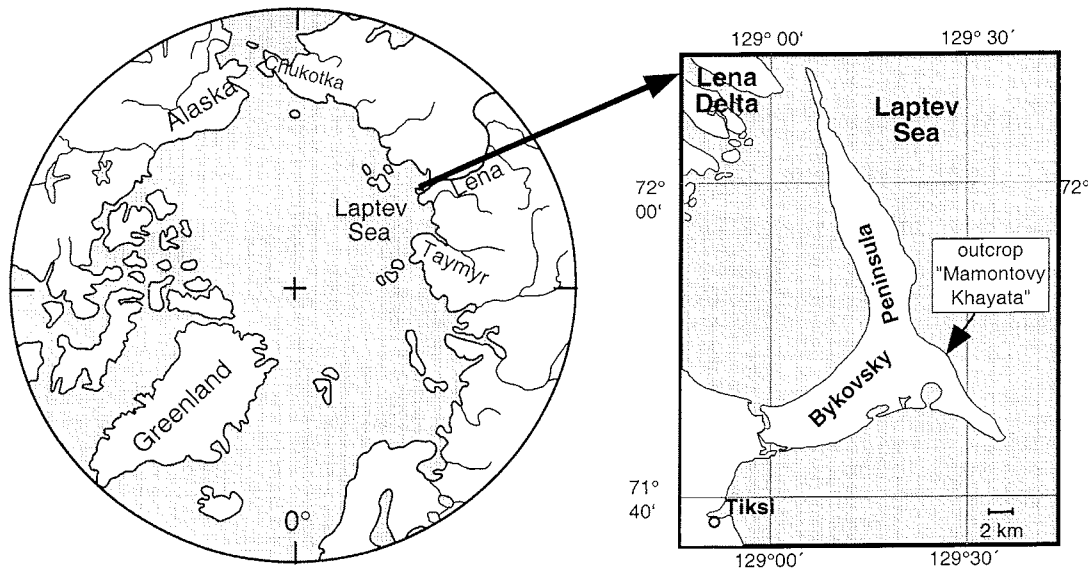 Chukotka
Alaska
Lena
Laptev
Sea
Taymyr
Greenland
0°
129° 00'
129° 30'
Lena
Delta
Laptev
Sea
72°
00'
72°
Peninsula
outcrop
"Mamontovy
Khayata"
Bykovsky
71°
40'
Tiksi
2 km
129°00´
129°30´